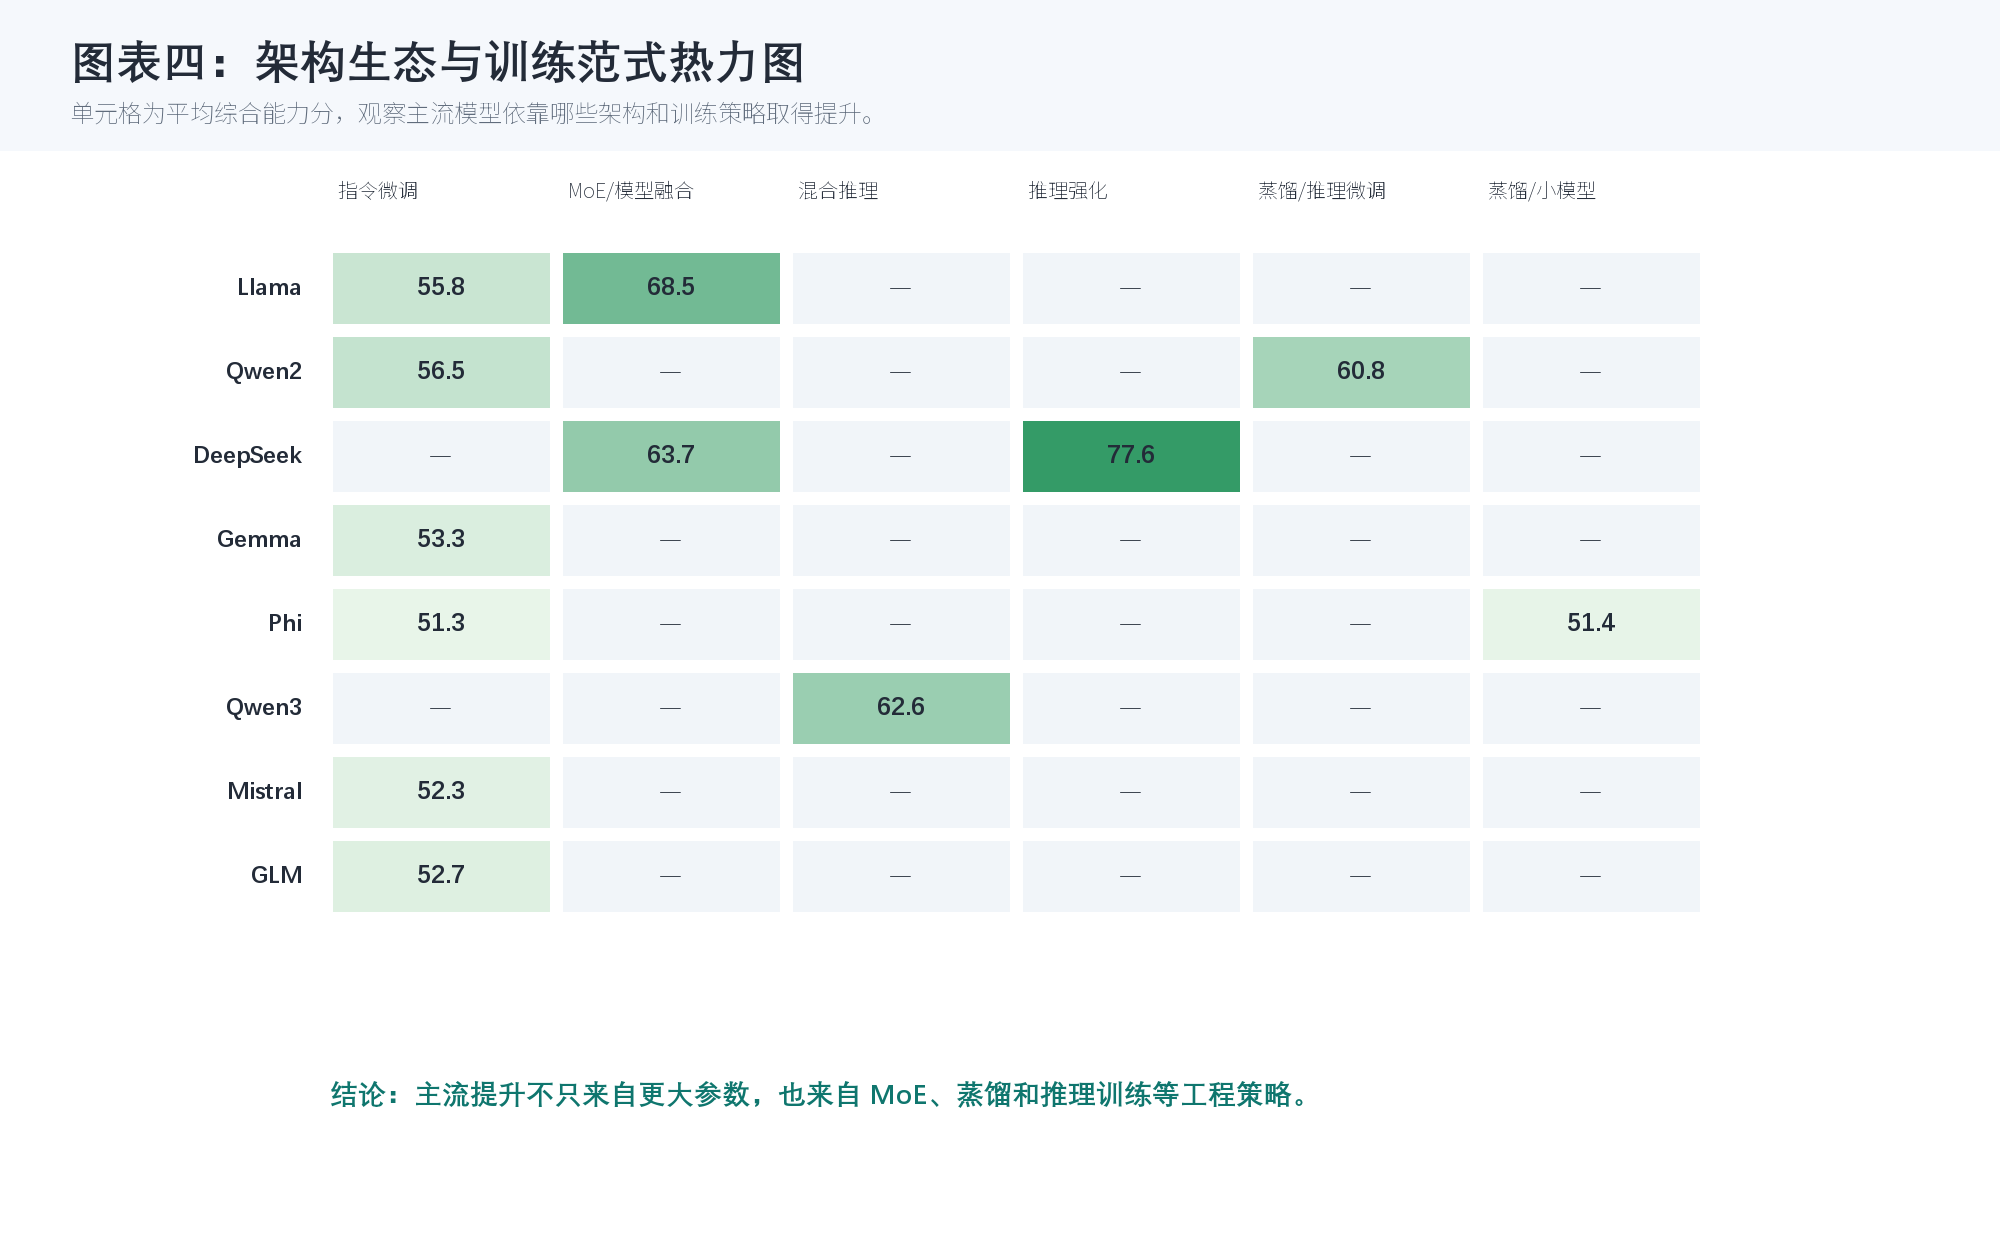 图表四：架构生态与训练范式热力图
单元格为平均综合能力分，观察主流模型依靠哪些架构和训练策略取得提升。
指令微调 MoE/模型融合 混合推理 推理强化 蒸馏/推理微调 蒸馏/小模型
Llama 55.8 68.5 — — — —
Qwen2 56.5 — — — 60.8 —
DeepSeek — 63.7 — 77.6 — —
Gemma 53.3 — — — — —
Phi 51.3 — — — — 51.4
Qwen3 — — 62.6 — — —
Mistral 52.3 — — — — —
GLM 52.7 — — — — —
结论：主流提升不只来自更大参数，也来自 MoE、蒸馏和推理训练等工程策略。